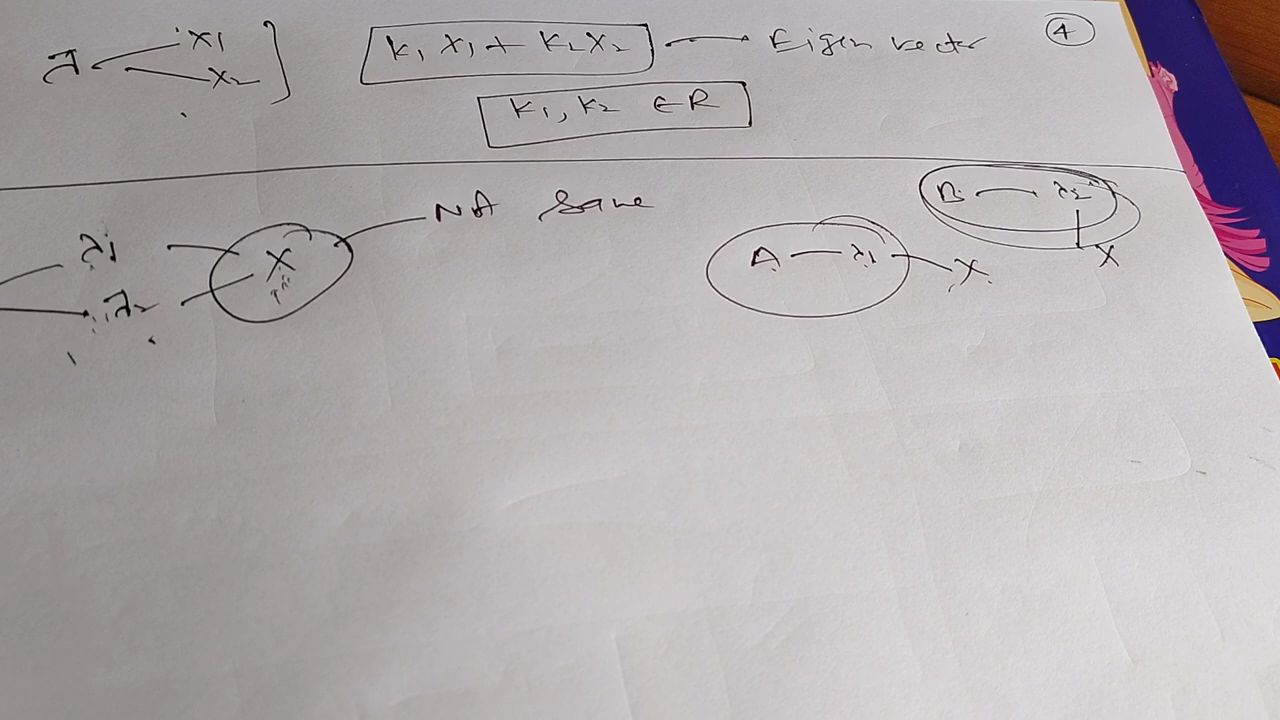 λ x1 x2 ] k1 x1 + k2 x2 → Eigen vector 4
k1, k2 ∈ R
λ1 λ2 X Not Same
A — λ1 — X B — λ2 X